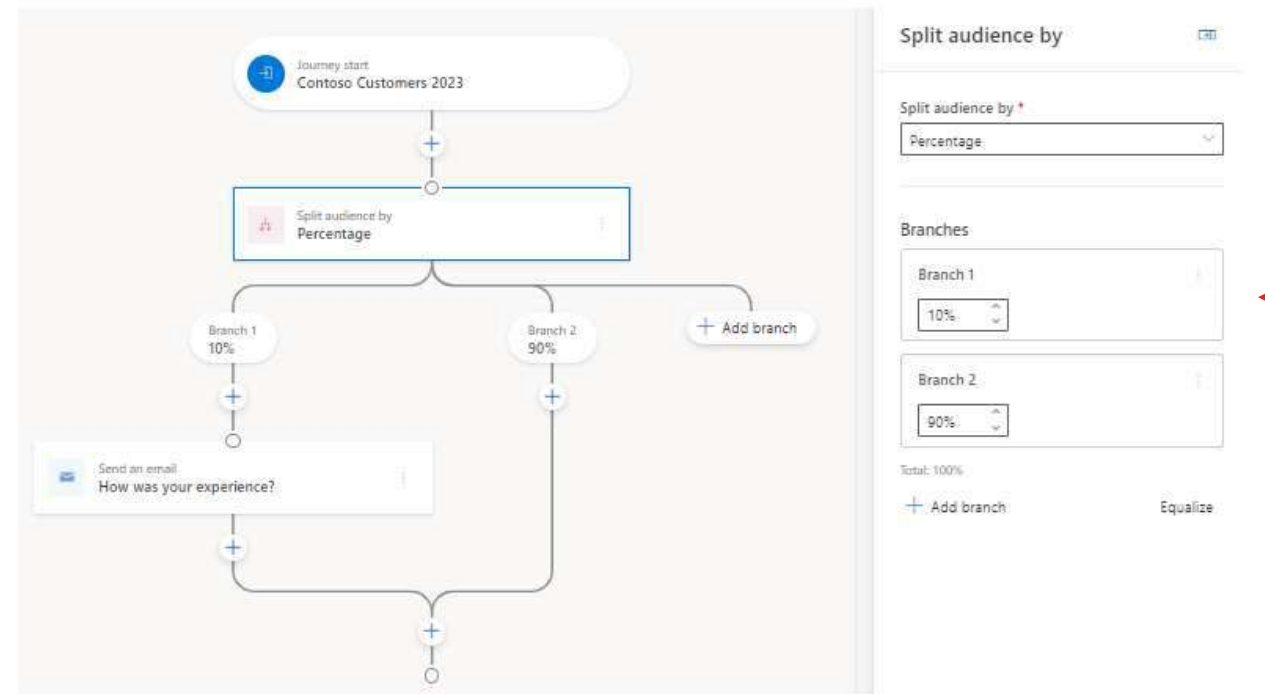 Journey start
Contoso Customers 2023
Split audience by
Percentage
Branch 1
10%
Branch 2
90%
Add branch
Send an email
How was your experience?
Split audience by
Split audience by *
Percentage
Branches
Branch 1
10%
Branch 2
90%
Total: 100%
Add branch
Equalize